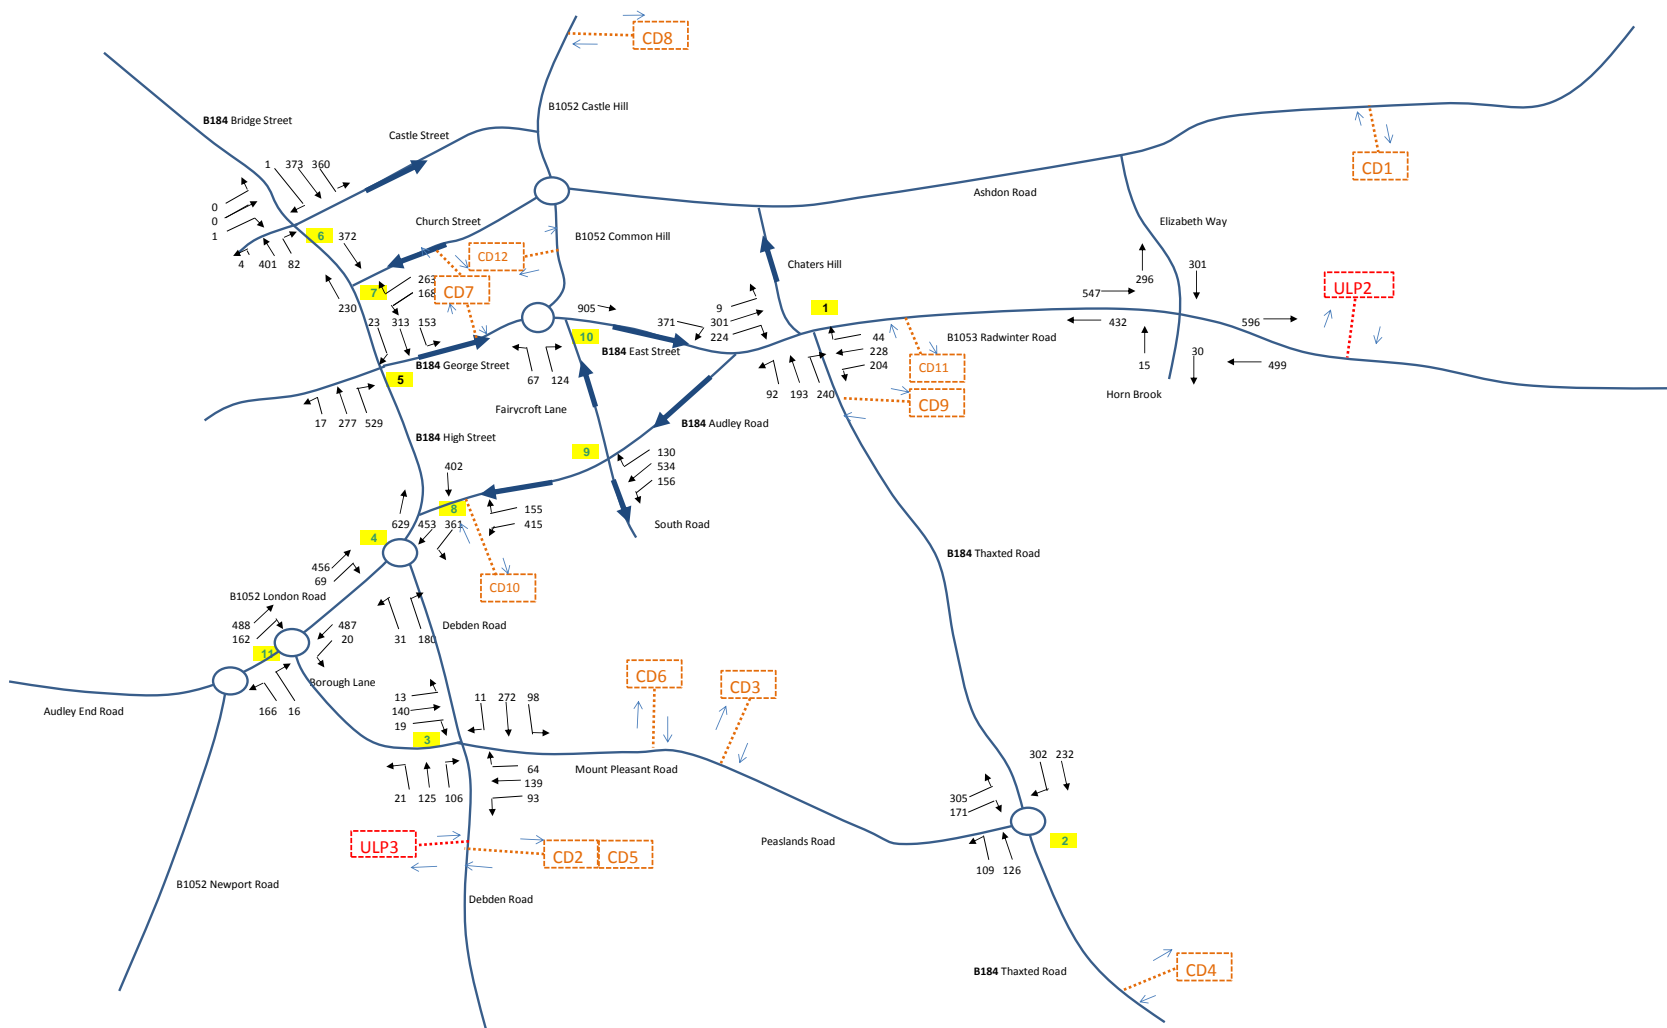 CD8
B1052 Castle Hill
B184 Bridge Street
Castle Street
CD1
1 373 360
Ashdon Road
0
0
1
Church Street
Elizabeth Way
6
372
B1052 Common Hill
CD12
4 401 82
Chaters Hill
301
296
263
168
CD7
7
547
ULP2
230
905
9
301
224
371
1
432
596
23 313 153
10
B184 East Street
B1053 Radwinter Road
44
228
204
B184 George Street
15
30
499
5
67 124
CD11
92 193 240
Horn Brook
CD9
Fairycroft Lane
17 277 529
B184 Audley Road
B184 High Street
9
130
534
156
402
8
155
415
South Road
629 453 361
4
B184 Thaxted Road
456
69
CD10
B1052 London Road
488
162
487
20
31 180
Debden Road
11
Borough Lane
CD6
CD3
Audley End Road
166 16
13
140
19
11 272 98
3
Mount Pleasant Road
64
139
93
302 232
21 125 106
305
171
ULP3
Peaslands Road
2
CD2 CD5
109 126
B1052 Newport Road
Debden Road
B184 Thaxted Road
CD4